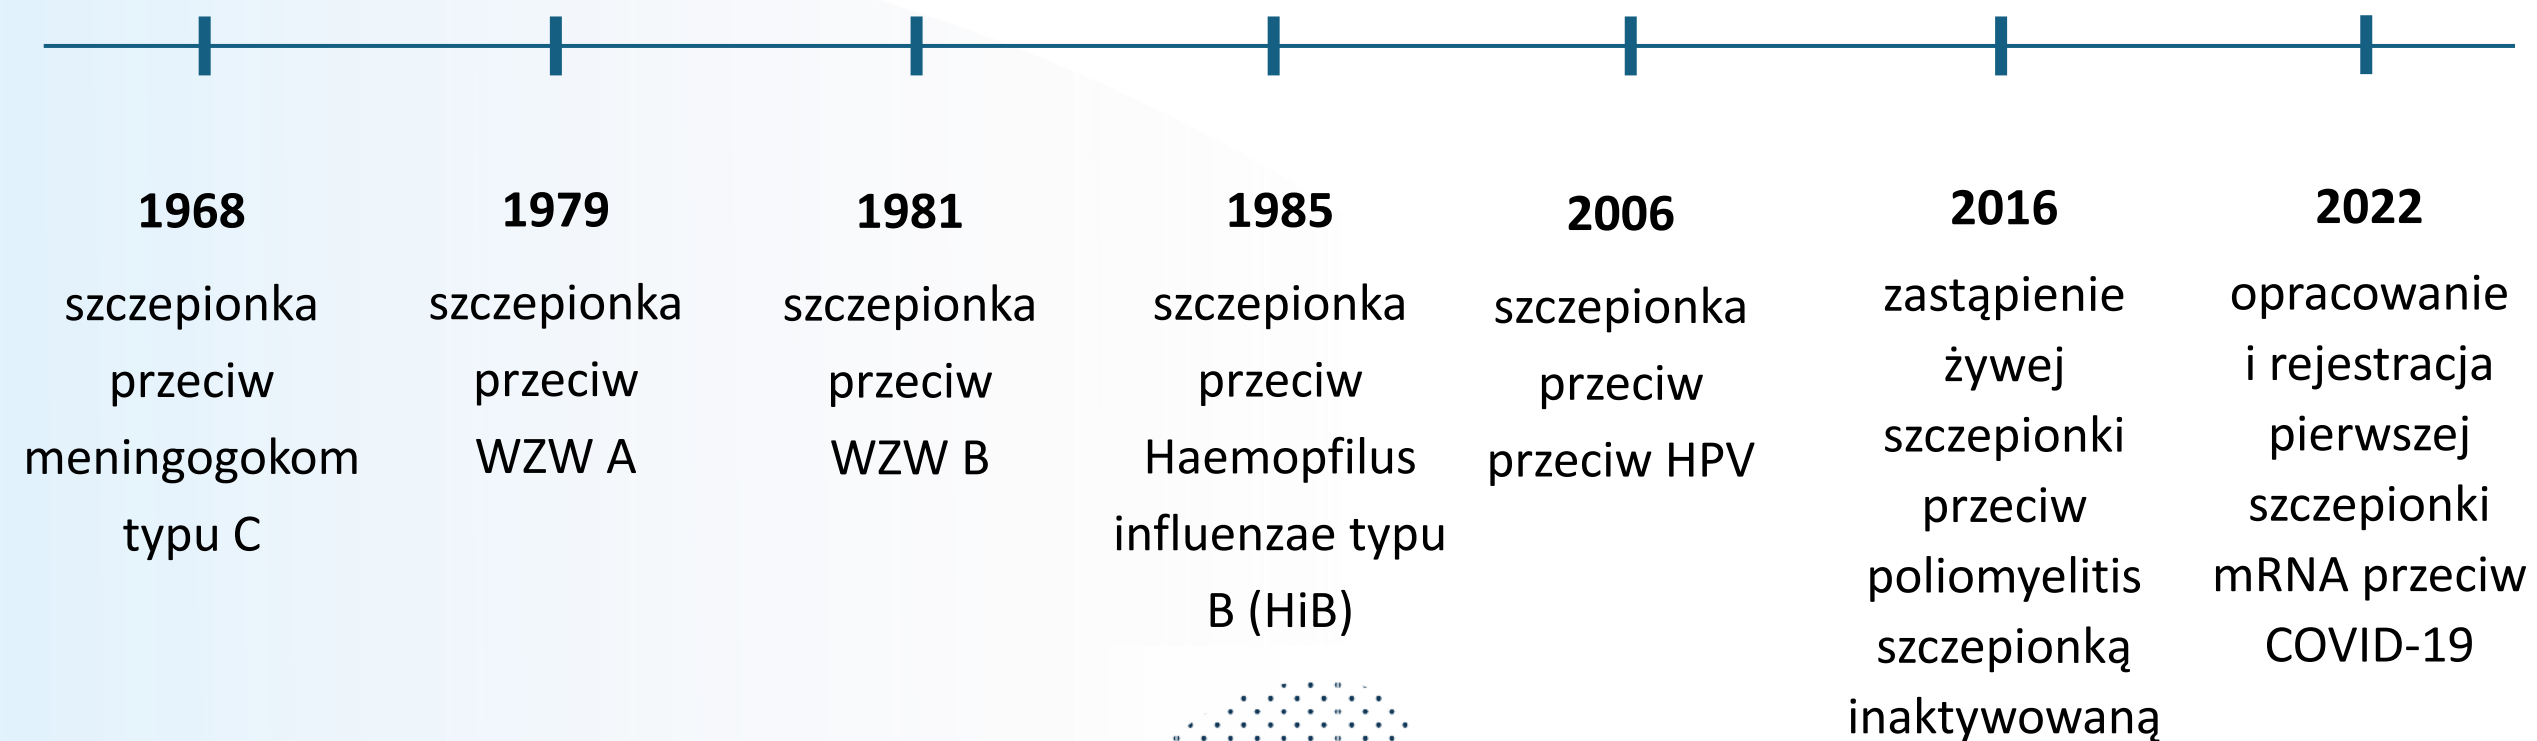 1968
szczepionka
przeciw
meningogokom
typu C
1979
szczepionka
przeciw
WZW A
1981
szczepionka
przeciw
WZW B
1985
szczepionka
przeciw
Haemopfilus
influenzae typu
B (HiB)
2006
szczepionka
przeciw
przeciw HPV
2016
zastąpienie
żywej
szczepionki
przeciw
poliomyelitis
szczepionką
inaktywowaną
2022
opracowanie
i rejestracja
pierwszej
szczepionki
mRNA przeciw
COVID-19